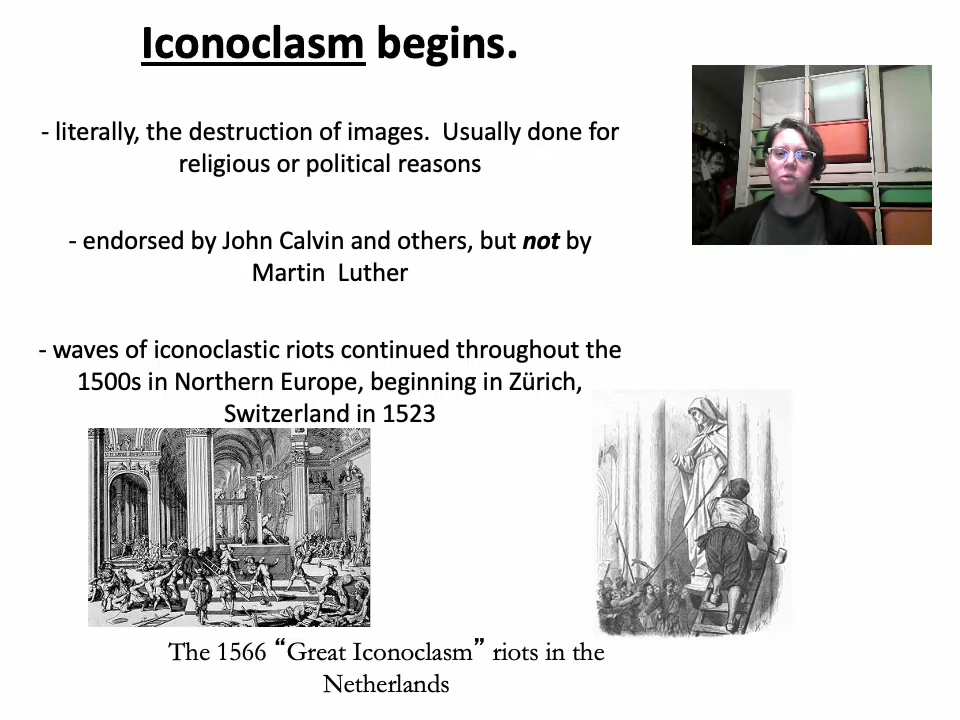 Iconoclasm begins.
- literally, the destruction of images.  Usually done for
religious or political reasons
- endorsed by John Calvin and others, but not by
Martin  Luther
- waves of iconoclastic riots continued throughout the
1500s in Northern Europe, beginning in Zürich,
Switzerland in 1523
The 1566 “Great Iconoclasm” riots in the
Netherlands